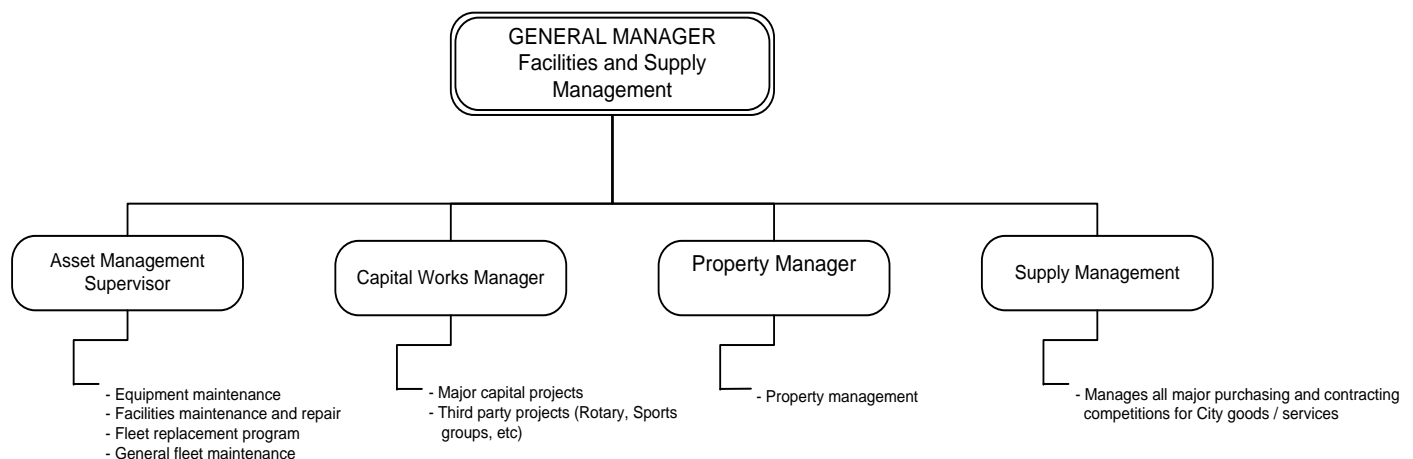 GENERAL MANAGER
Facilities and Supply
Management
Asset Management
Supervisor
Capital Works Manager
Property Manager
Supply Management
- Equipment maintenance
- Facilities maintenance and repair
- Fleet replacement program
- General fleet maintenance
- Major capital projects
- Third party projects (Rotary, Sports
groups, etc)
- Property management
- Manages all major purchasing and contracting
competitions for City goods / services